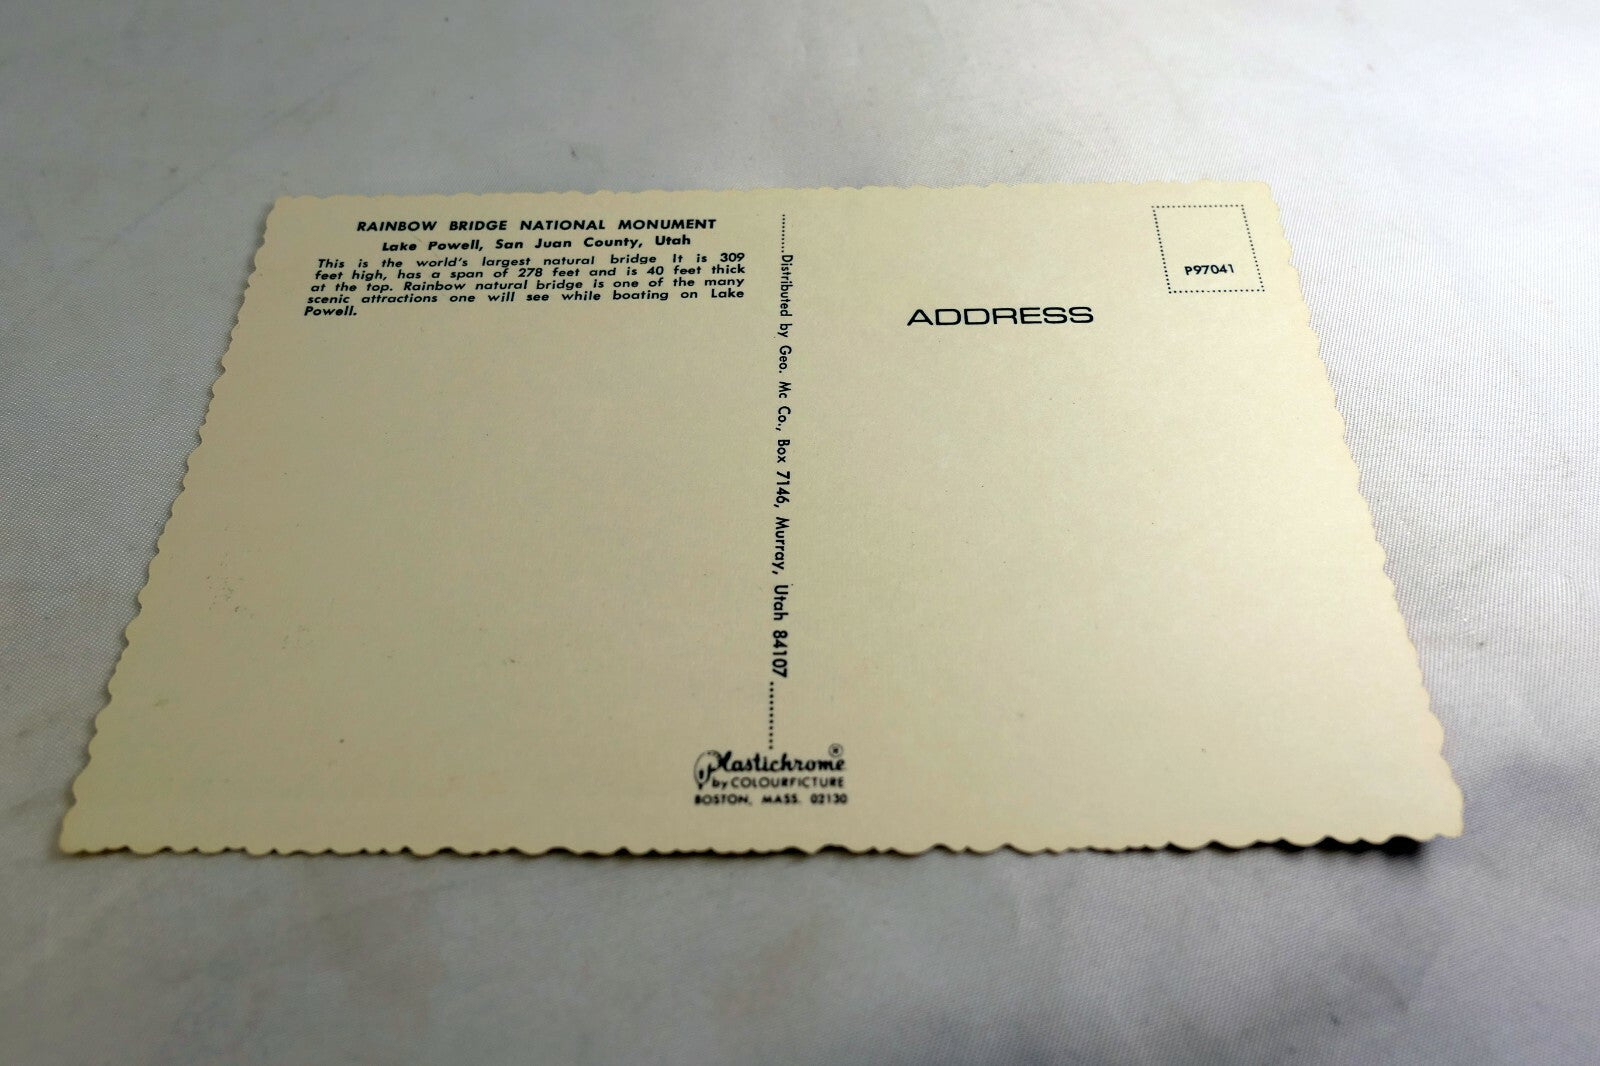 RAINBOW BRIDGE NATIONAL MONUMENT
Lake Powell, San Juan County, Utah
This is the world's largest natural bridge It is 309
feet high, has a span of 278 feet and is 40 feet thick
at the top. Rainbow natural bridge is one of the many
scenic attractions one will see while boating on Lake
Powell.
Distributed by Geo. Mc Co., Box 7146, Murray, Utah 84107
P97041
ADDRESS
Plastichrome®
by COLOURPICTURE
BOSTON, MASS. 02130